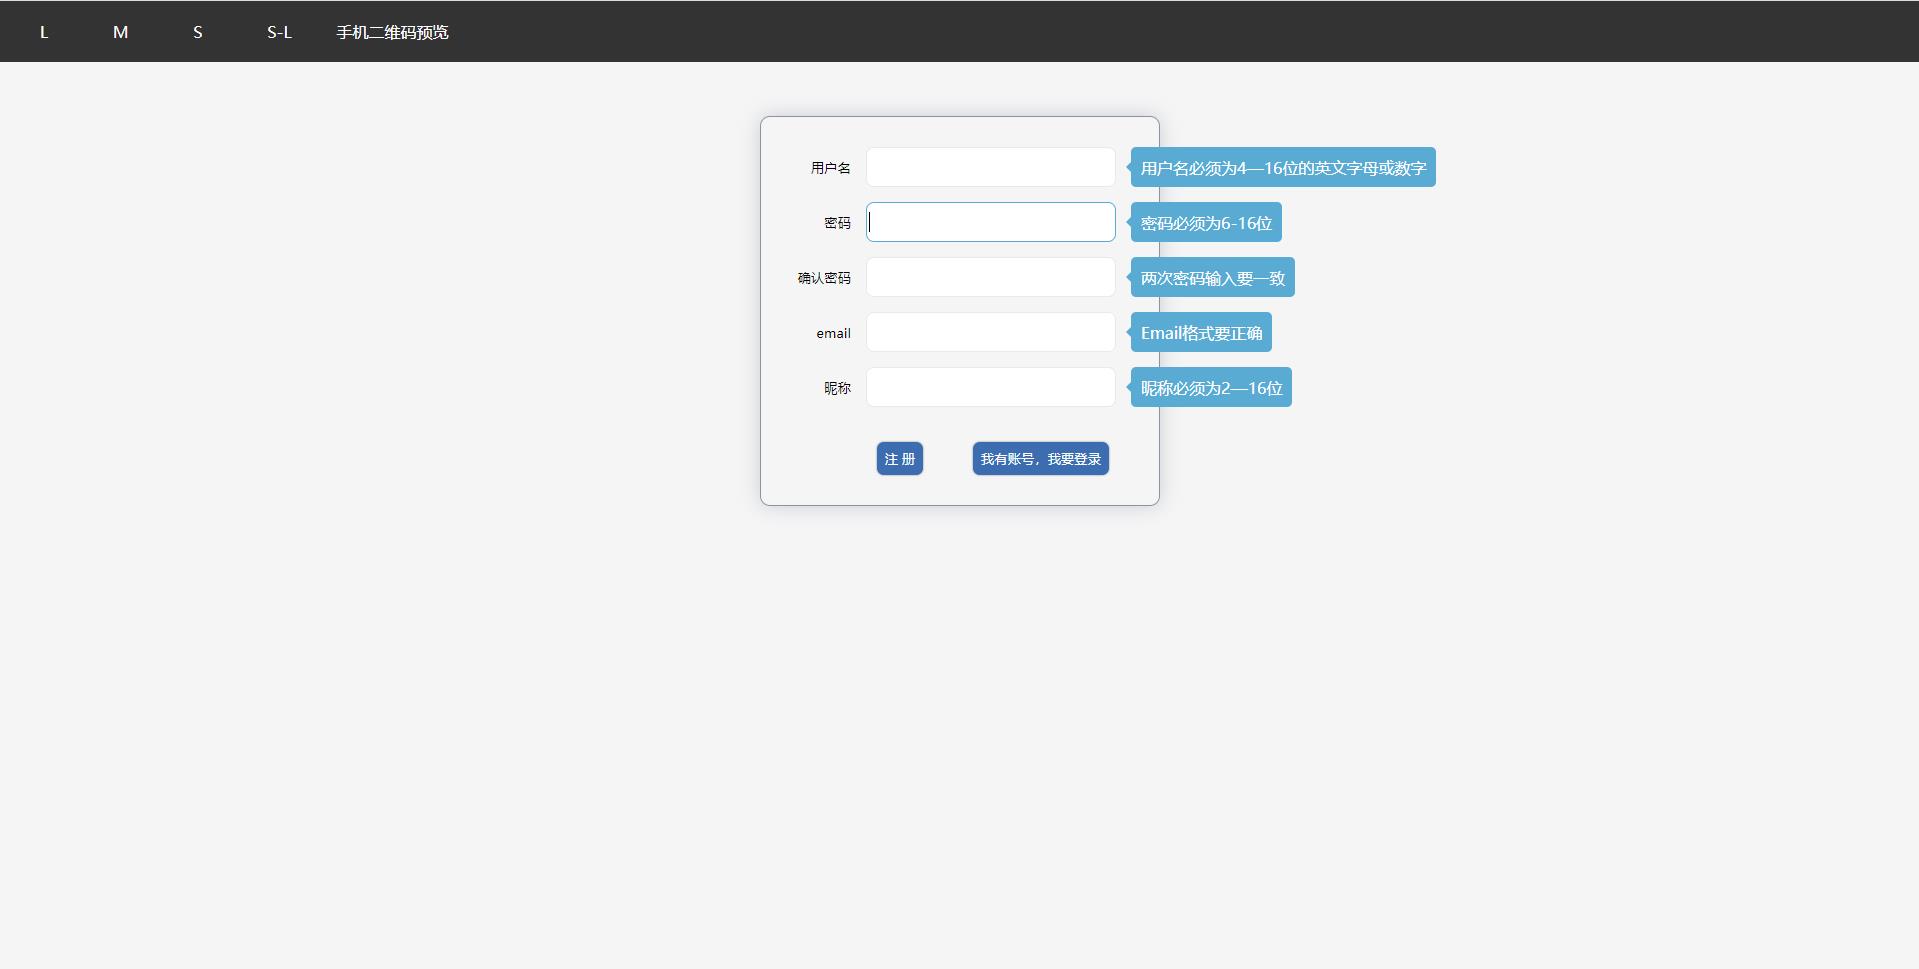 L M S S-L 手机二维码预览
用户名 用户名必须为4—16位的英文字母或数字
密码 密码必须为6-16位
确认密码 两次密码输入要一致
email Email格式要正确
昵称 昵称必须为2—16位
注 册 我有账号，我要登录